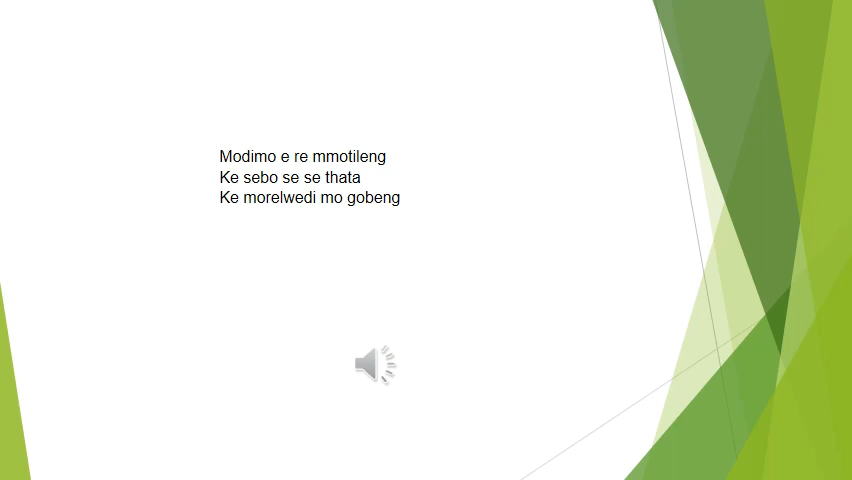 Modimo e re mmotileng
Ke sebo se se thata
Ke morelwedi mo gobeng